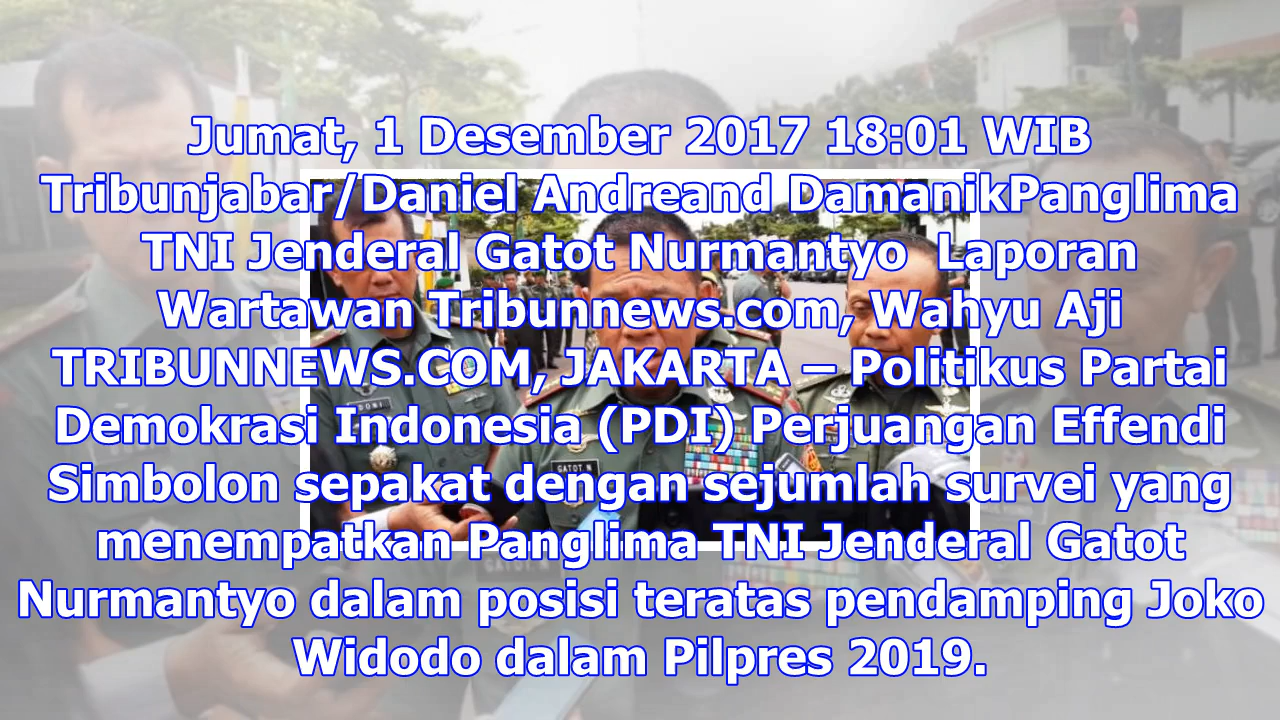 Jumat, 1 Desember 2017 18:01 WIB
Tribunjabar/Daniel Andreand DamanikPanglima
TNI Jenderal Gatot Nurmantyo Laporan
Wartawan Tribunnews.com, Wahyu Aji
TRIBUNNEWS.COM, JAKARTA – Politikus Partai
Demokrasi Indonesia (PDI) Perjuangan Effendi
Simbolon sepakat dengan sejumlah survei yang
menempatkan Panglima TNI Jenderal Gatot
Nurmantyo dalam posisi teratas pendamping Joko
Widodo dalam Pilpres 2019.
DONI
GATOT N